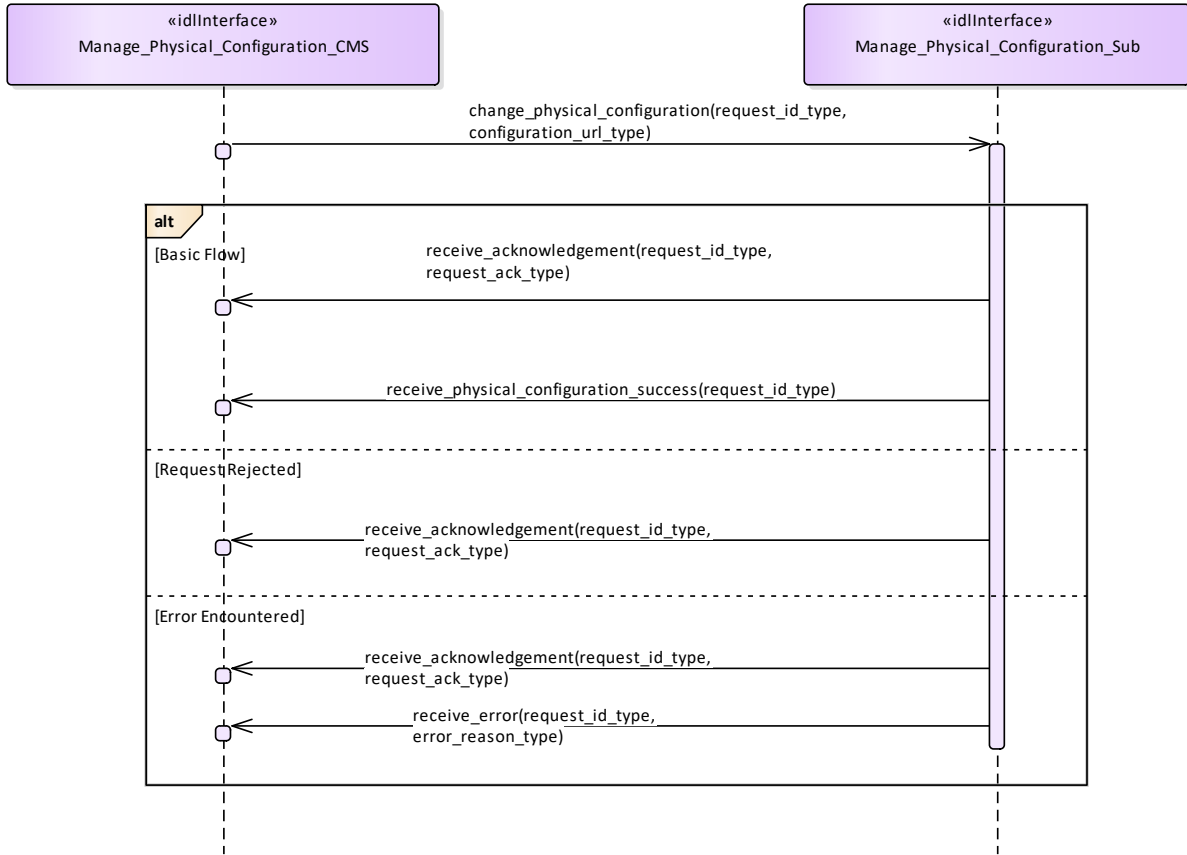 «idlInterface»
Manage_Physical_Configuration_CMS
«idlInterface»
Manage_Physical_Configuration_Sub
change_physical_configuration(request_id_type,
configuration_url_type)
alt
[Basic Flow]
receive_acknowledgement(request_id_type,
request_ack_type)
receive_physical_configuration_success(request_id_type)
[Request Rejected]
receive_acknowledgement(request_id_type,
request_ack_type)
[Error Encountered]
receive_acknowledgement(request_id_type,
request_ack_type)
receive_error(request_id_type,
error_reason_type)